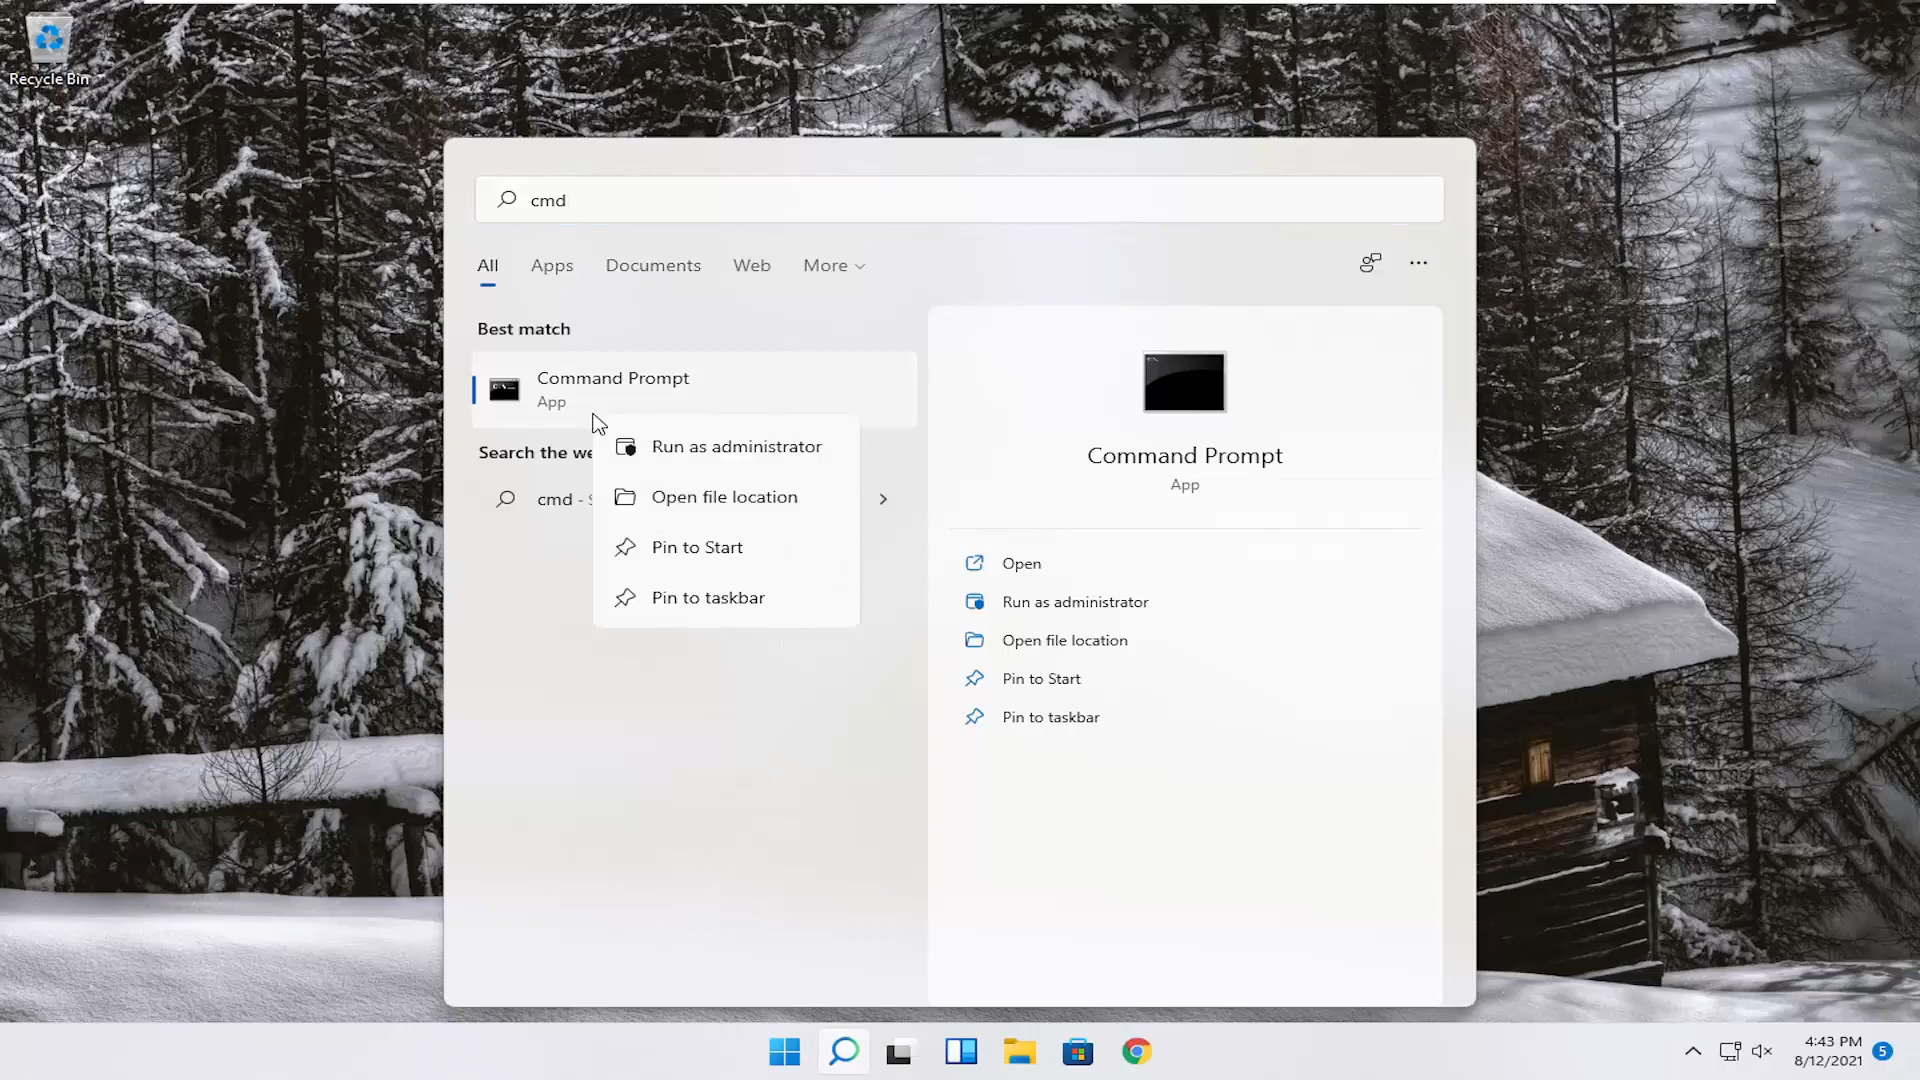 Recycle Bin
cmd
All Apps Documents Web More
Best match
Command Prompt
App
Run as administrator
Search the we
Open file location
cmd -
Pin to Start
Pin to taskbar
Command Prompt
App
Open
Run as administrator
Open file location
Pin to Start
Pin to taskbar
4:43 PM
8/12/2021
5